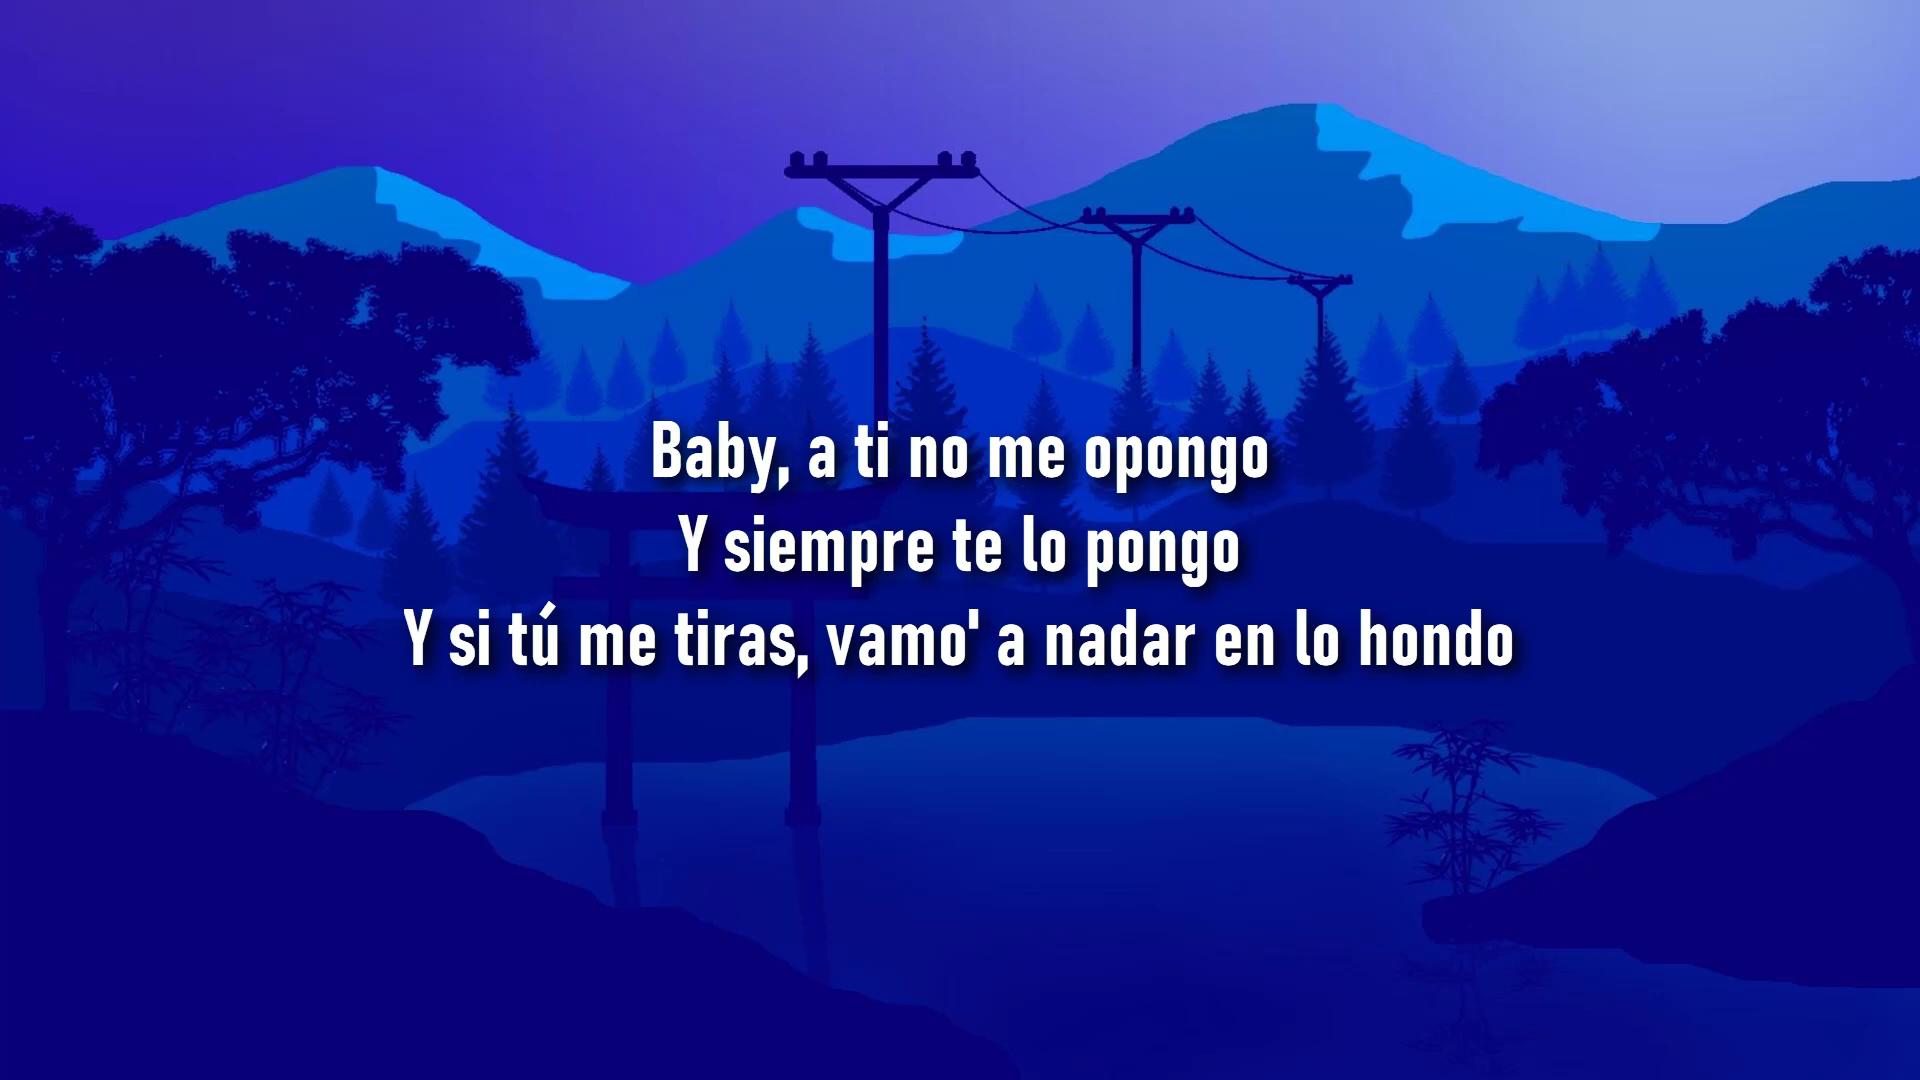 Baby, a ti no me opongo
Y siempre te lo pongo
Y si tú me tiras, vamo' a nadar en lo hondo